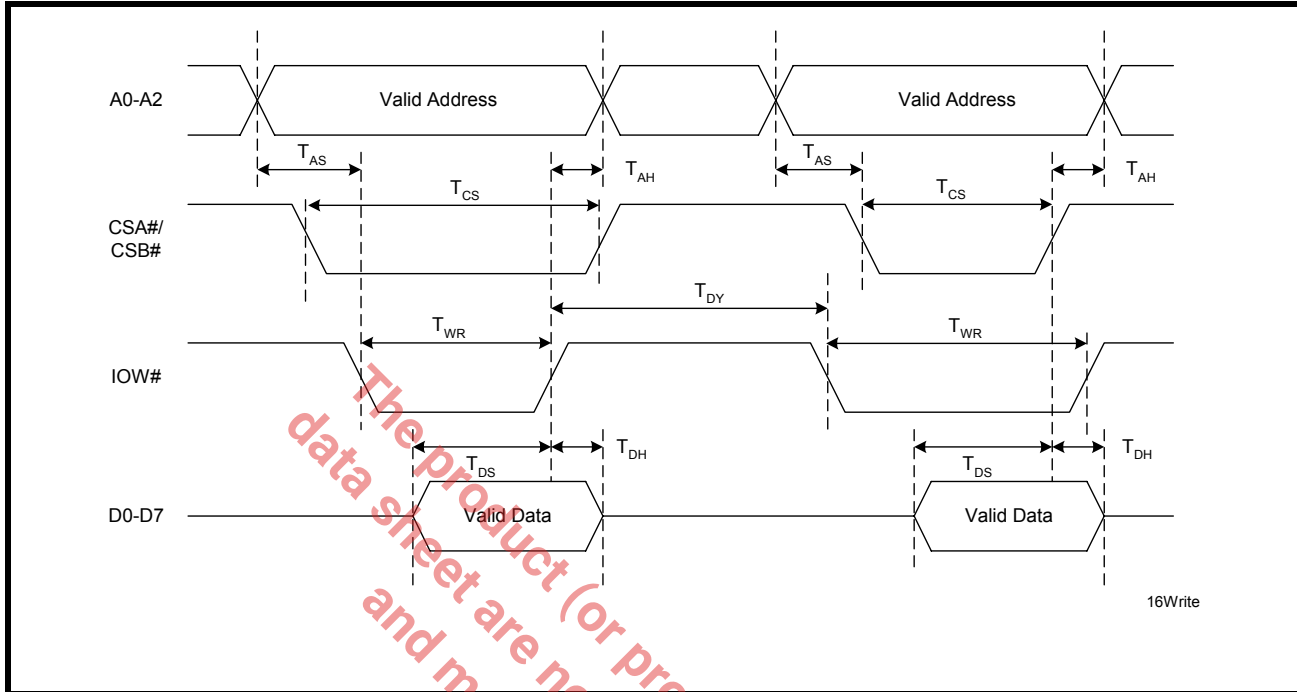 A0-A2
Valid Address
Valid Address
TAS
TAH
TAS
TAH
TCS
TCS
CSA#/
CSB#
TDY
TWR
TWR
IOW#
TDS
TDH
TDS
TDH
D0-D7
Valid Data
Valid Data
16Write
The product (or
data sheet are
and